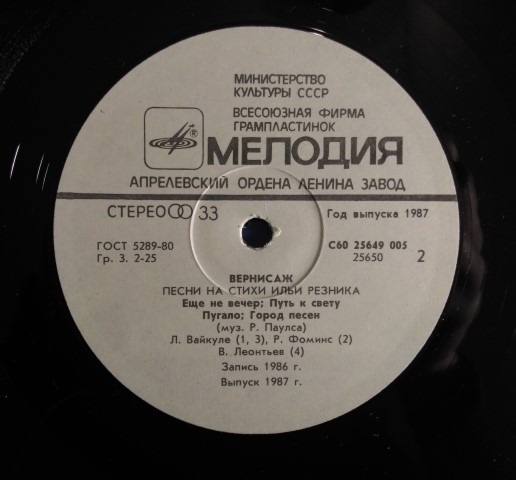 МИНИСТЕРСТВО
КУЛЬТУРЫ СССР
ВСЕСОЮЗНАЯ ФИРМА
ГРАМПЛАСТИНОК
® МЕЛОДИЯ
АПРЕЛЕВСКИЙ ОРДЕНА ЛЕНИНА ЗАВОД
СТЕРЕО 33
Год выпуска 1987
ГОСТ 5289-80
Гр. 3. 2-25
С60 25649 005
25650
2
ВЕРНИСАЖ
ПЕСНИ НА СТИХИ ИЛЬИ РЕЗНИКА
Еще не вечер; Путь к свету
Пугало; Город песен
(муз. Р. Паулса)
Л. Вайкуле (1, 3), Р. Фоминс (2)
В. Леонтьев (4)
Запись 1986 г.
Выпуск 1987 г.